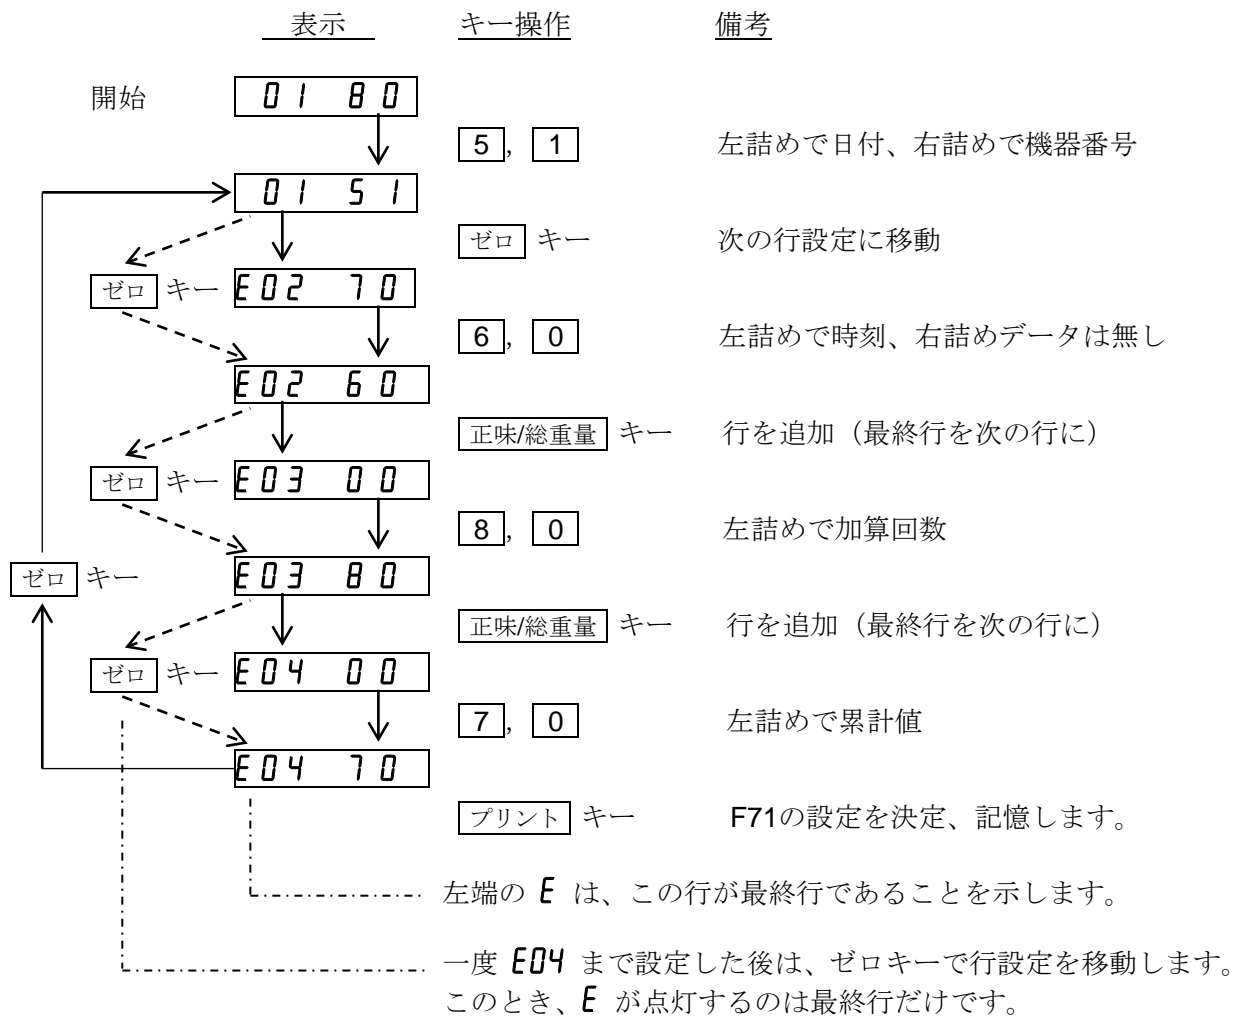 表示 キー操作 備考
開始 01 80
5, 1 左詰めで日付、右詰めで機器番号
01 51
ゼロ キー 次の行設定に移動
ゼロ キー E02 70
6, 0 左詰めで時刻、右詰めデータは無し
E02 60
正味/総重量 キー 行を追加（最終行を次の行に）
ゼロ キー E03 00
8, 0 左詰めで加算回数
ゼロ キー E03 80
正味/総重量 キー 行を追加（最終行を次の行に）
ゼロ キー E04 00
7, 0 左詰めで累計値
E04 70
プリント キー F71の設定を決定、記憶します。
左端の E は、この行が最終行であることを示します。
一度 E04 まで設定した後は、ゼロキーで行設定を移動します。
このとき、E が点灯するのは最終行だけです。